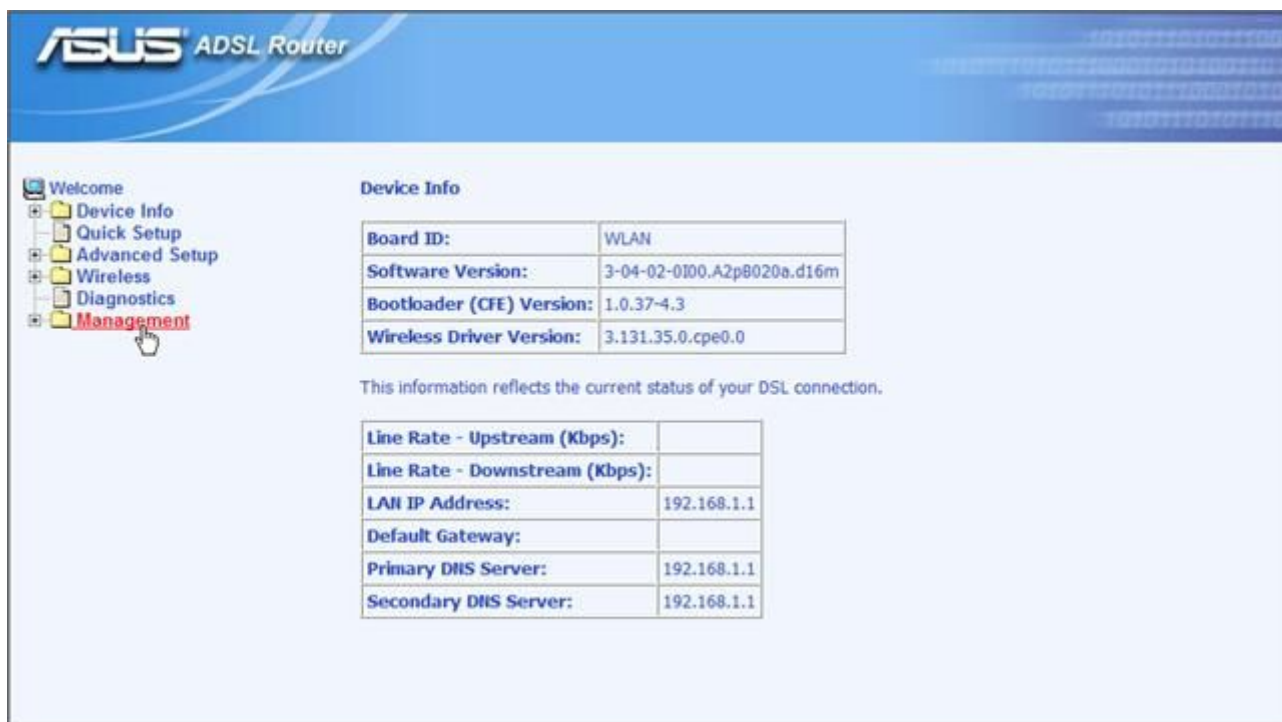 ASUS ADSL Router
Welcome
Device Info
Quick Setup
Advanced Setup
Wireless
Diagnostics
Management
Device Info
Board ID: WLAN
Software Version: 3-04-02-0I00.A2pB020a.d16m
Bootloader (CFE) Version: 1.0.37-4.3
Wireless Driver Version: 3.131.35.0.cpe0.0
This information reflects the current status of your DSL connection.
Line Rate - Upstream (Kbps):
Line Rate - Downstream (Kbps):
LAN IP Address: 192.168.1.1
Default Gateway:
Primary DNS Server: 192.168.1.1
Secondary DNS Server: 192.168.1.1